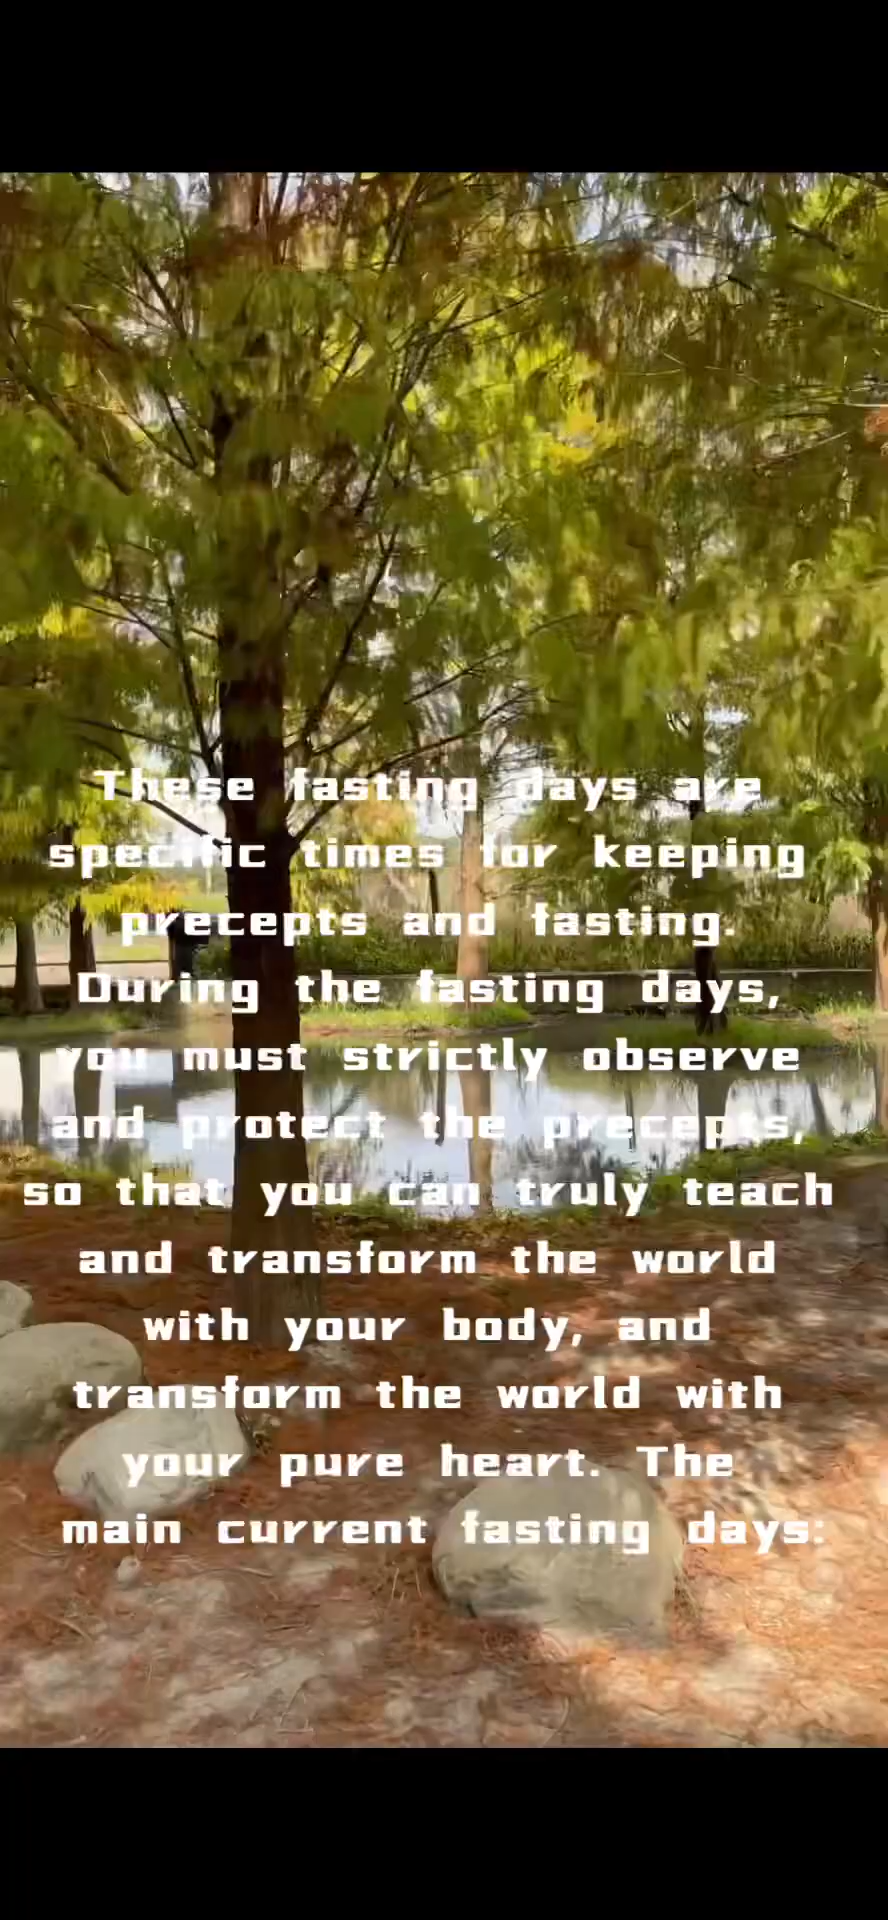 These fasting days are
specific times for keeping
precepts and fasting.
During the fasting days,
you must strictly observe
and protect the precepts,
so that you can truly teach
and transform the world
with your body, and
transform the world with
your pure heart. The
main current fasting days: